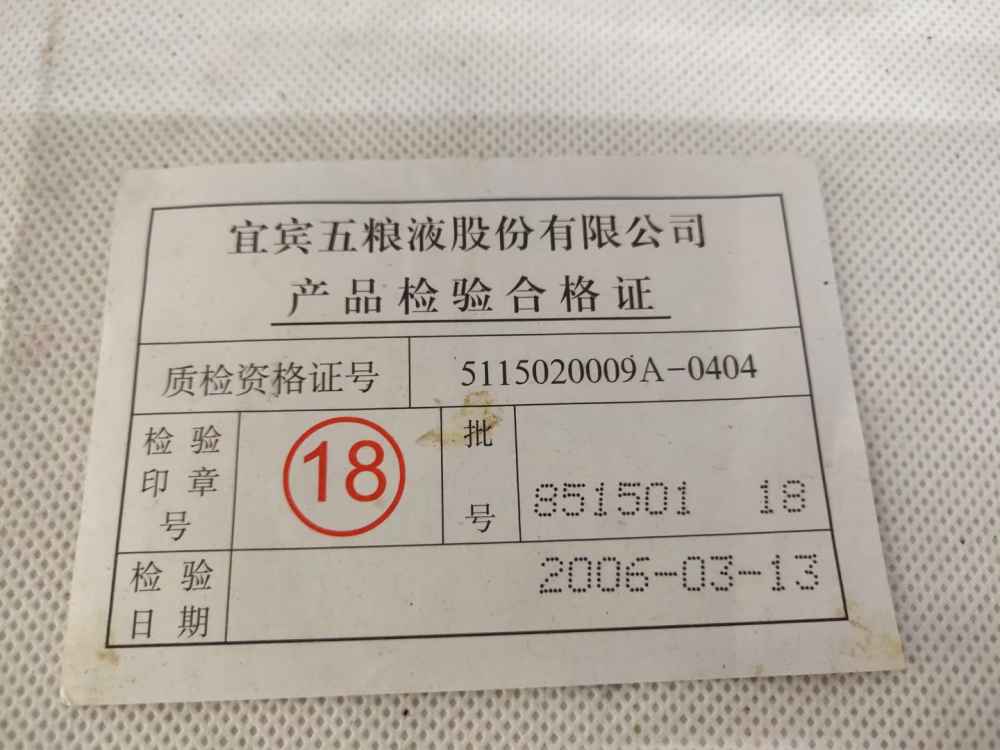 宜宾五粮液股份有限公司
产品检验合格证
质检资格证号 5115020009A-0404
检验印章号 18 批号 851501 18
检验日期 2006-03-13